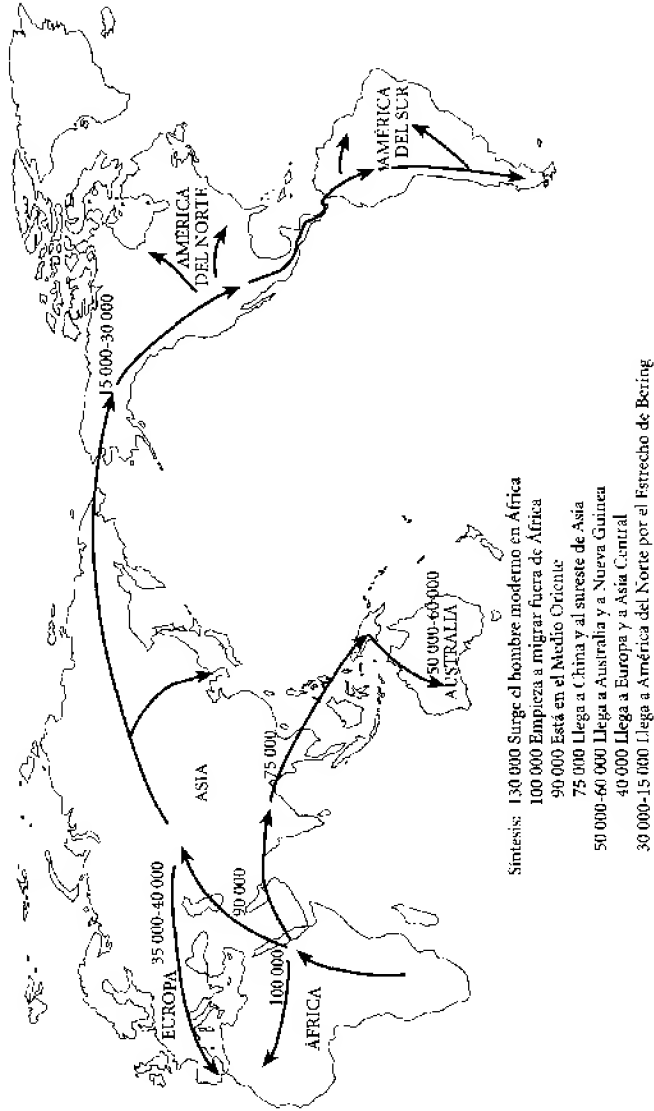 EUROPA
35 000-40 000
ASIA
90 000
100 000
ÁFRICA
75 000
50 000-60 000
AUSTRALIA
15 000-30 000
AMÉRICA
DEL NORTE
AMÉRICA
DEL SUR
Síntesis: 130 000 Surge el hombre moderno en África
100 000 Empieza a migrar fuera de África
90 000 Está en el Medio Oriente
75 000 Llega a China y al sureste de Asia
50 000-60 000 Llega a Australia y a Nueva Guinea
40 000 Llega a Europa y a Asia Central
30 000-15 000 Llega a América del Norte por el Estrecho de Bering